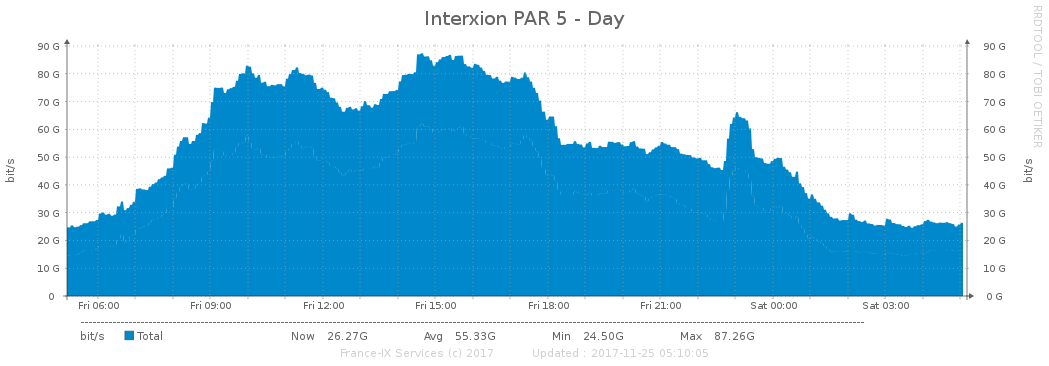 Interxion PAR 5 - Day
RRDTOOL / TOBI OETIKER
90 G 90 G
80 G 80 G
70 G 70 G
60 G 60 G
50 G 50 G
40 G 40 G
30 G 30 G
20 G 20 G
10 G 10 G
0 0 G
bit/s
bit/s
Fri 06:00 Fri 09:00 Fri 12:00 Fri 15:00 Fri 18:00 Fri 21:00 Sat 00:00 Sat 03:00
bit/s Total Now 26.27G Avg 55.33G Min 24.50G Max 87.26G
France-IX Services (c) 2017 Updated : 2017-11-25 05:10:05